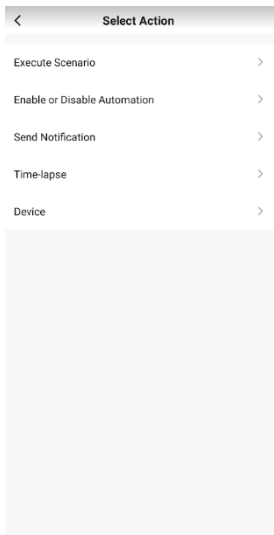 Select Action
Execute Scenario
Enable or Disable Automation
Send Notification
Time-lapse
Device